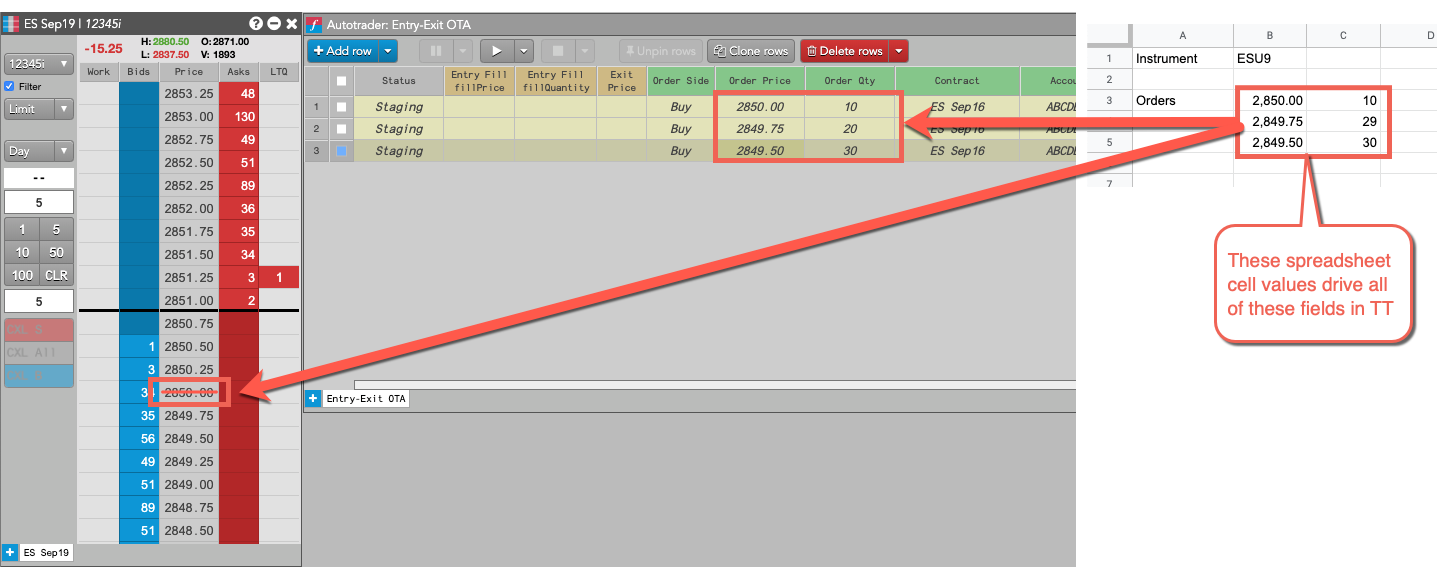 ES Sep19 | 12345i
-15.25
H: 2880.50 O: 2871.00
L: 2837.50 V: 1893
12345i
Filter
Limit
Day
--
5
1 5
10 50
100 CLR
5
CXL S
CXL All
Work Bids Price Asks LTQ
2853.25 48
2853.00 130
2852.75 49
2852.50 51
2852.25 89
2852.00 36
2851.75 35
2851.50 34
2851.25 3 1
2851.00 2
2850.75
1 2850.50
3 2850.25
2850.00
35 2849.75
56 2849.50
49 2849.25
51 2849.00
89 2848.75
51 2848.50
+ ES Sep19
Autotrader: Entry-Exit OTA
+ Add row
Unpin rows
Clone rows
Delete rows
Status Entry Fill fillPrice Entry Fill fillQuantity Exit Price Order Side Order Price Order Qty Contract Accou
1 Staging Buy 2850.00 10 ES Sep16 ABCDE
2 Staging Buy 2849.75 20 ES Sep16 ABCDE
3 Staging Buy 2849.50 30 ES Sep16 ABCDE
+ Entry-Exit OTA
A B C D
1 Instrument ESU9
2
3 Orders 2,850.00 10
2,849.75 29
5 2,849.50 30
7
These spreadsheet
cell values drive all
of these fields in TT